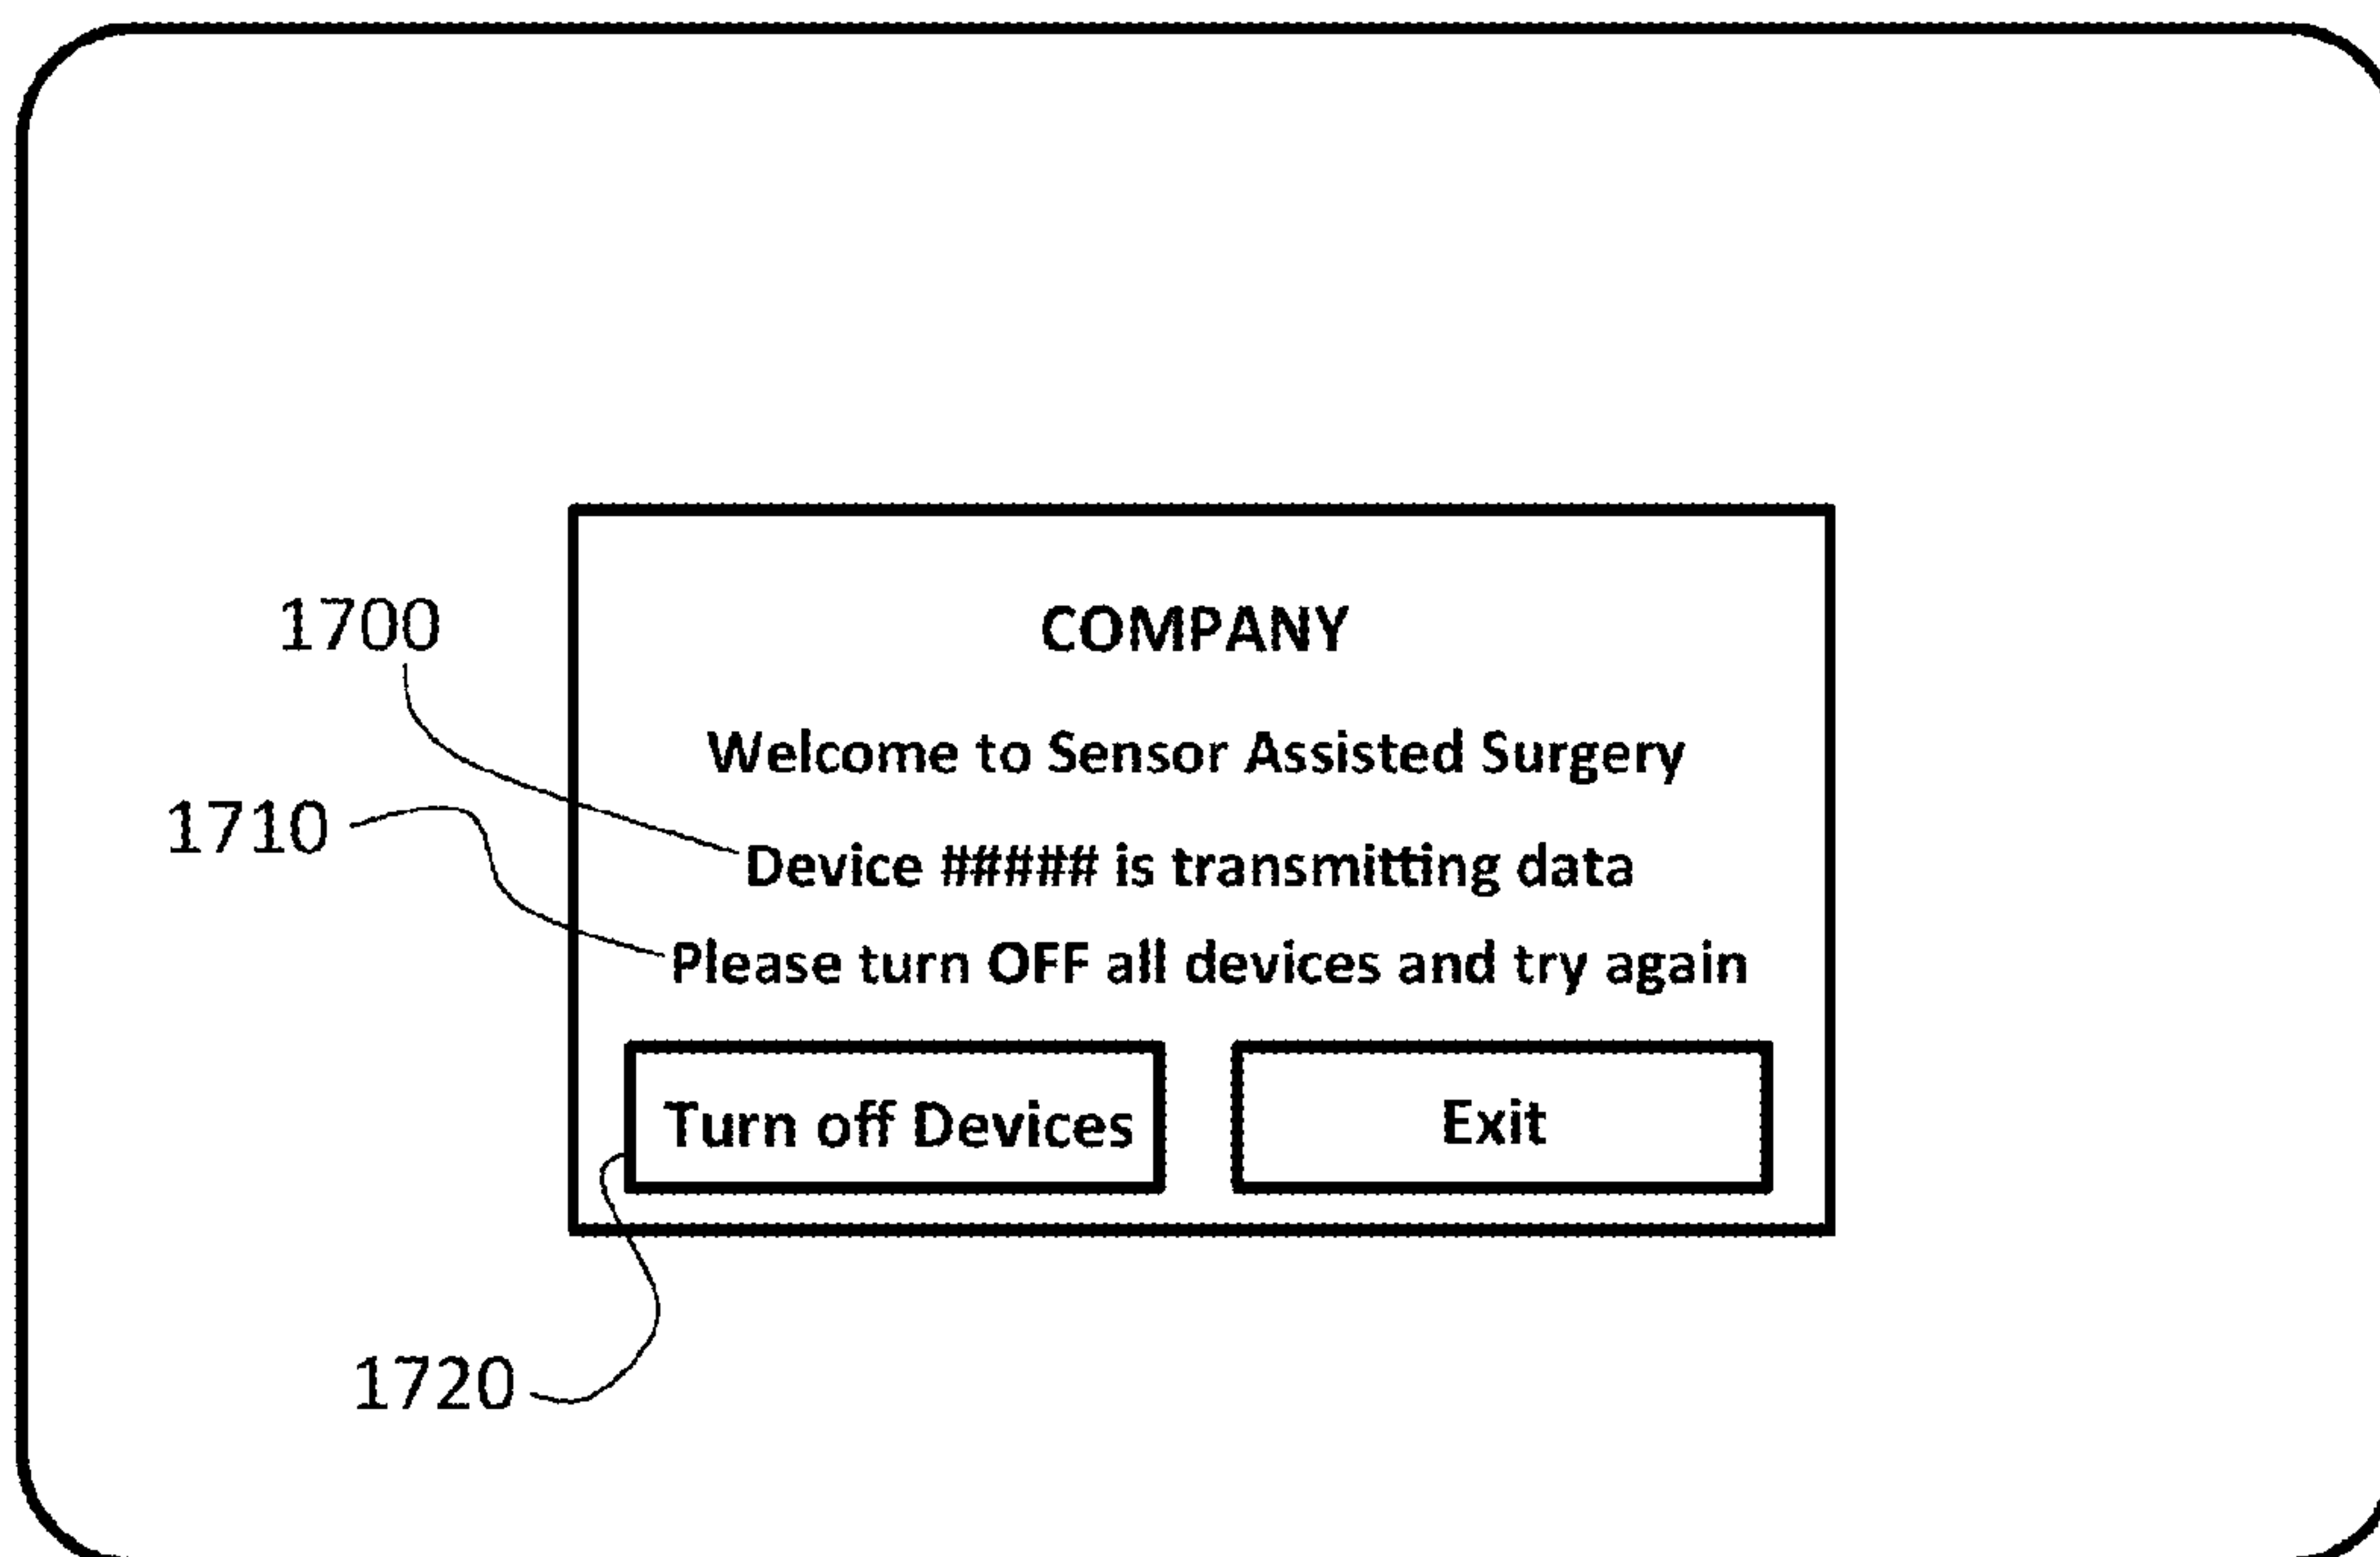 1700
COMPANY
Welcome to Sensor Assisted Surgery
1710
Device ##### is transmitting data
Please turn OFF all devices and try again
Turn off Devices
Exit
1720